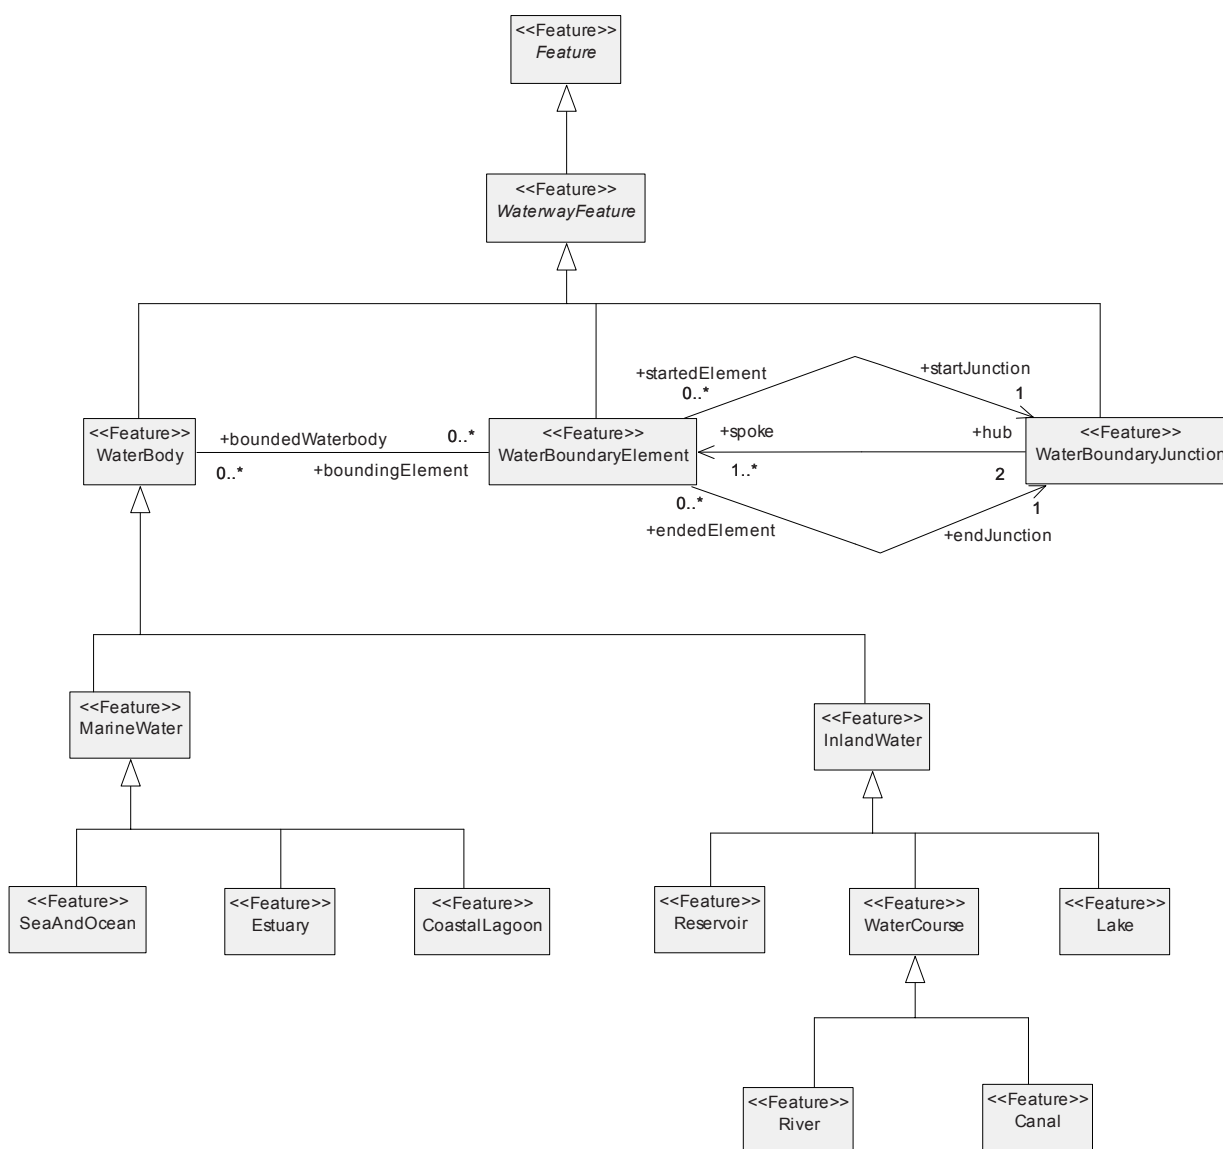 <<Feature>>
Feature
<<Feature>>
WaterwayFeature
+startedElement
+startJunction
0..*
1
<<Feature>>
WaterBody
+boundedWaterbody
0..*
0..*
+boundingElement
<<Feature>>
WaterBoundaryElement
+spoke
+hub
1..*
2
<<Feature>>
WaterBoundaryJunction
0..*
1
+endedElement
+endJunction
<<Feature>>
MarineWater
<<Feature>>
InlandWater
<<Feature>>
SeaAndOcean
<<Feature>>
Estuary
<<Feature>>
CoastalLagoon
<<Feature>>
Reservoir
<<Feature>>
WaterCourse
<<Feature>>
Lake
<<Feature>>
River
<<Feature>>
Canal